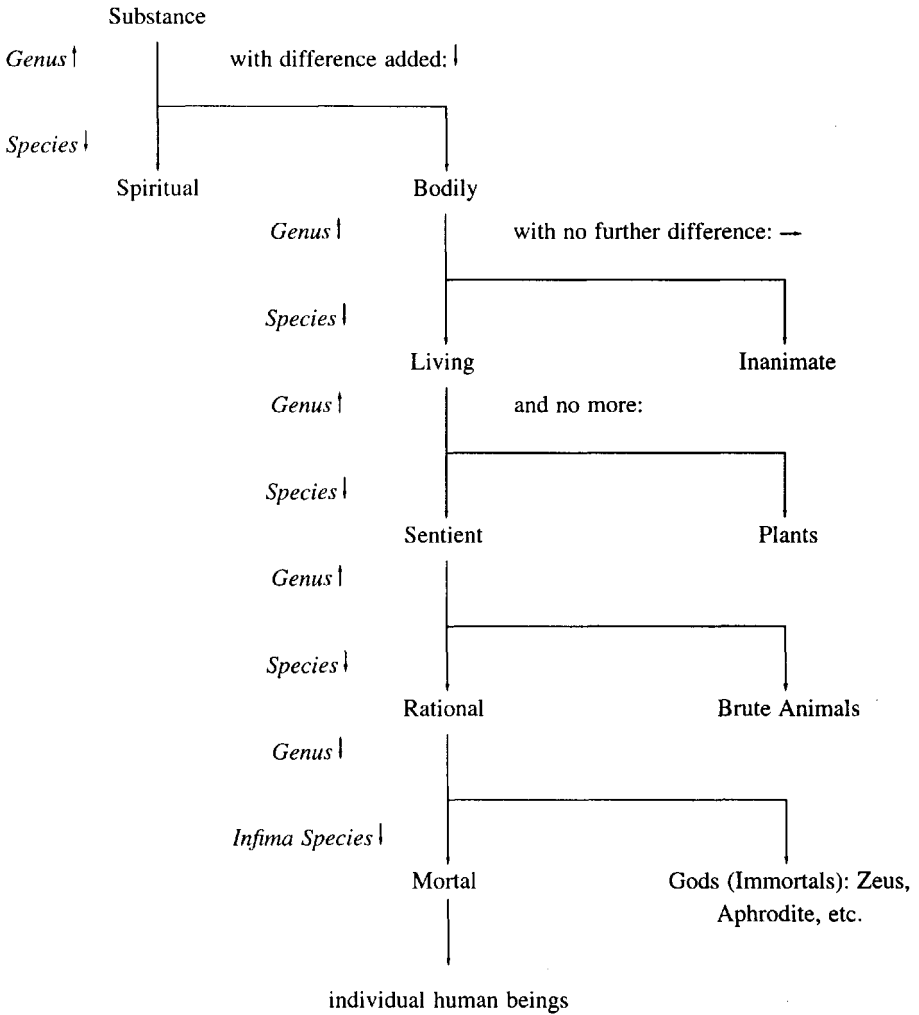 Substance
Genus↑ with difference added:↓
Species↓
Spiritual Bodily
Genus↑ with no further difference: →
Species↓
Living Inanimate
Genus↑ and no more:
Species↓
Sentient Plants
Genus↑
Species↓
Rational Brute Animals
Genus↑
Infima Species↓
Mortal Gods (Immortals): Zeus,
Aphrodite, etc.
individual human beings